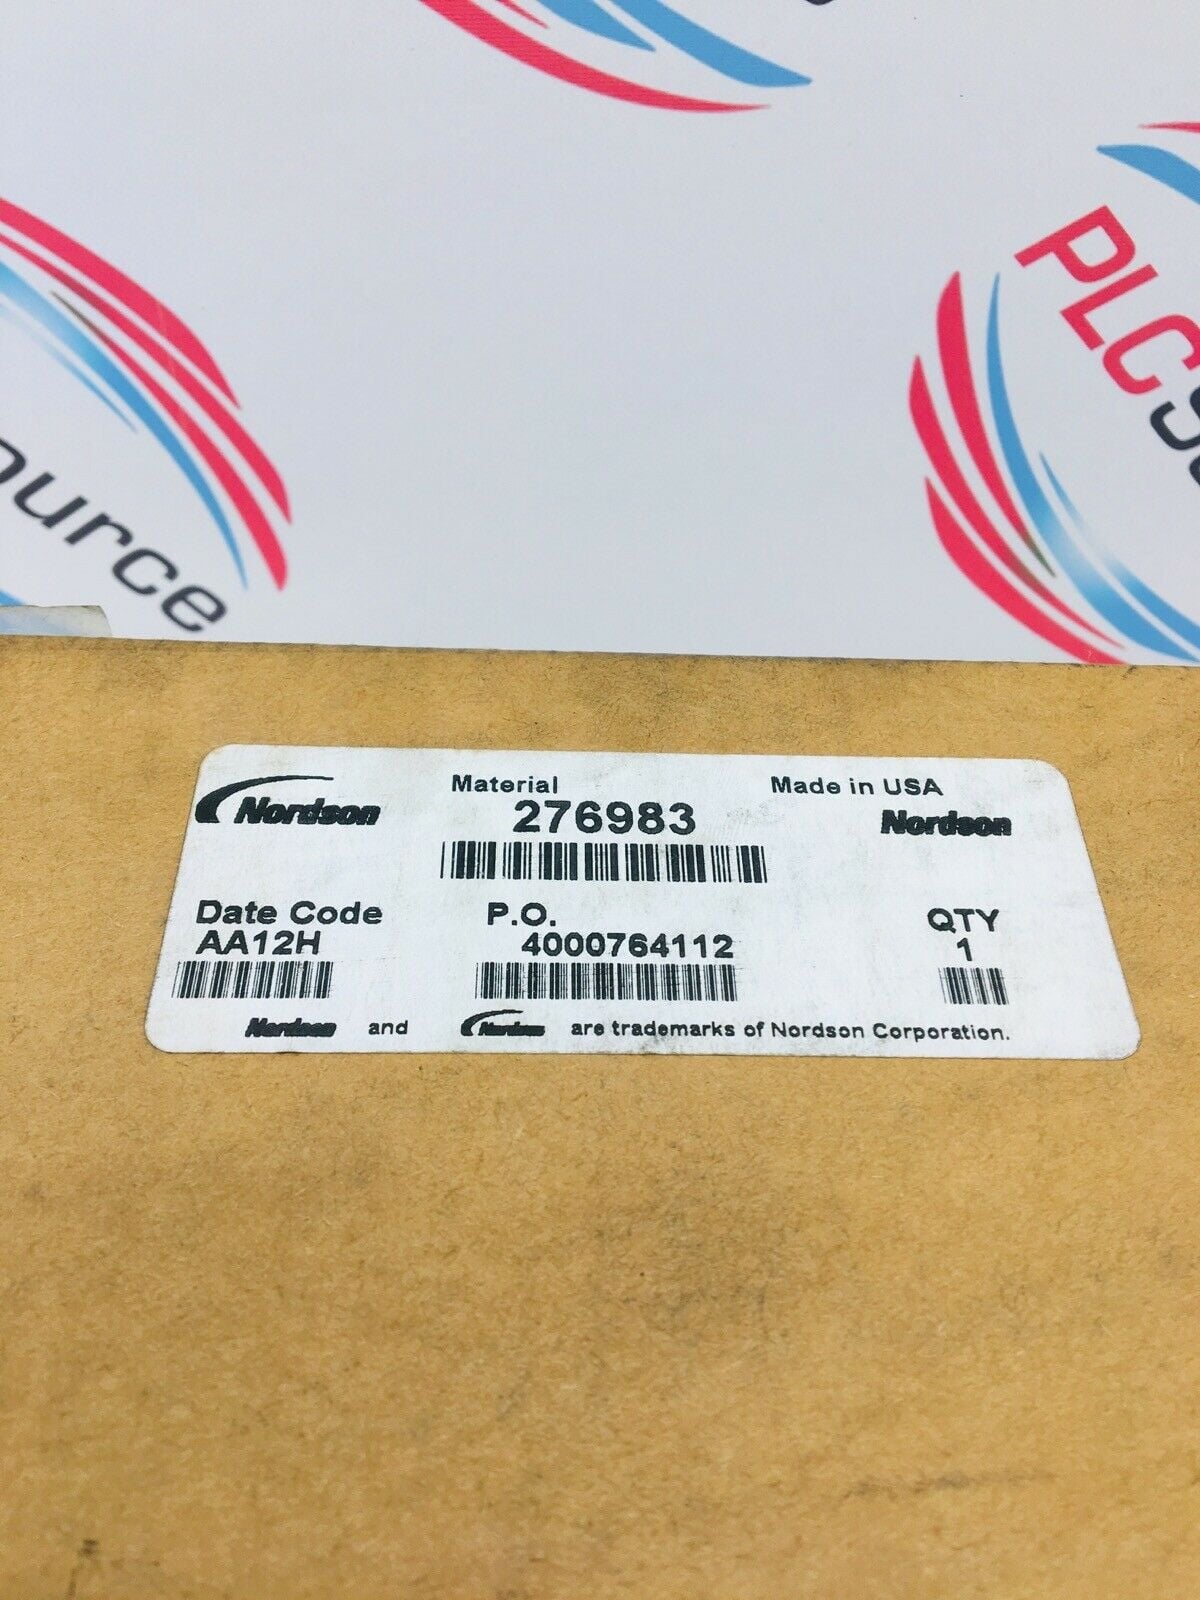 PLCSou
ource
Nordson
Material
276983
Made in USA
Nordson
Date Code
AA12H
P.O.
4000764112
QTY
1
Nordson and Nordson are trademarks of Nordson Corporation.